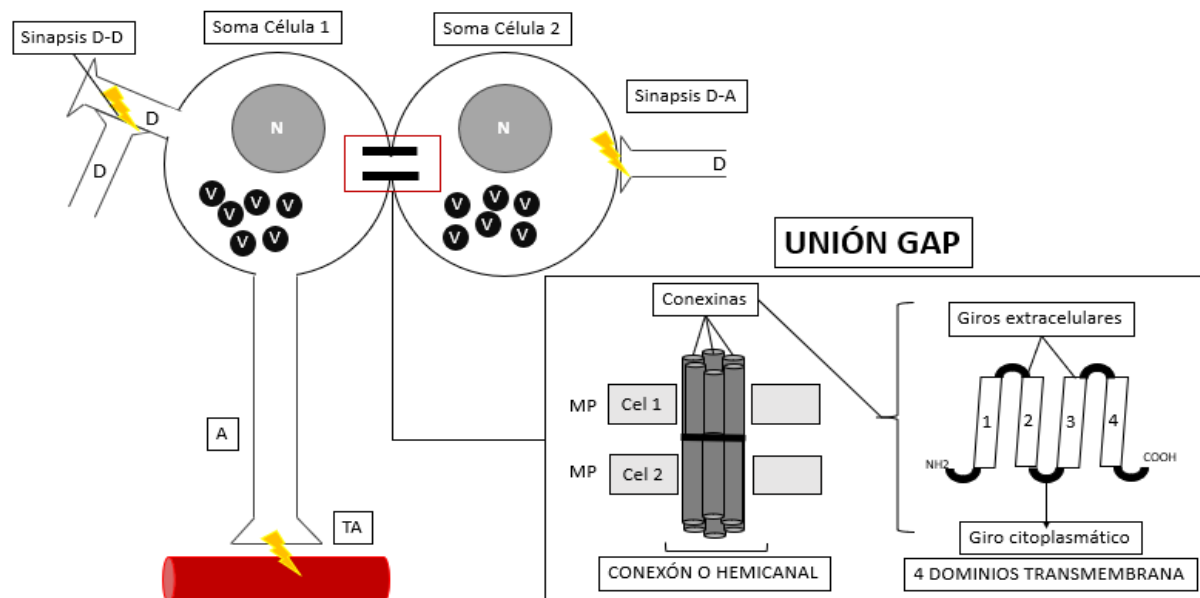 Sinapsis D-D
Soma Célula 1
Soma Célula 2
Sinapsis D-A
D
D
D
N
N
V
V
V
V
V
V
V
V
V
V
V
V
A
TA
UNIÓN GAP
Conexinas
MP
Cel 1
MP
Cel 2
CONEXÓN O HEMICANAL
Giros extracelulares
1
2
3
4
NH2
COOH
Giro citoplasmático
4 DOMINIOS TRANSMEMBRANA